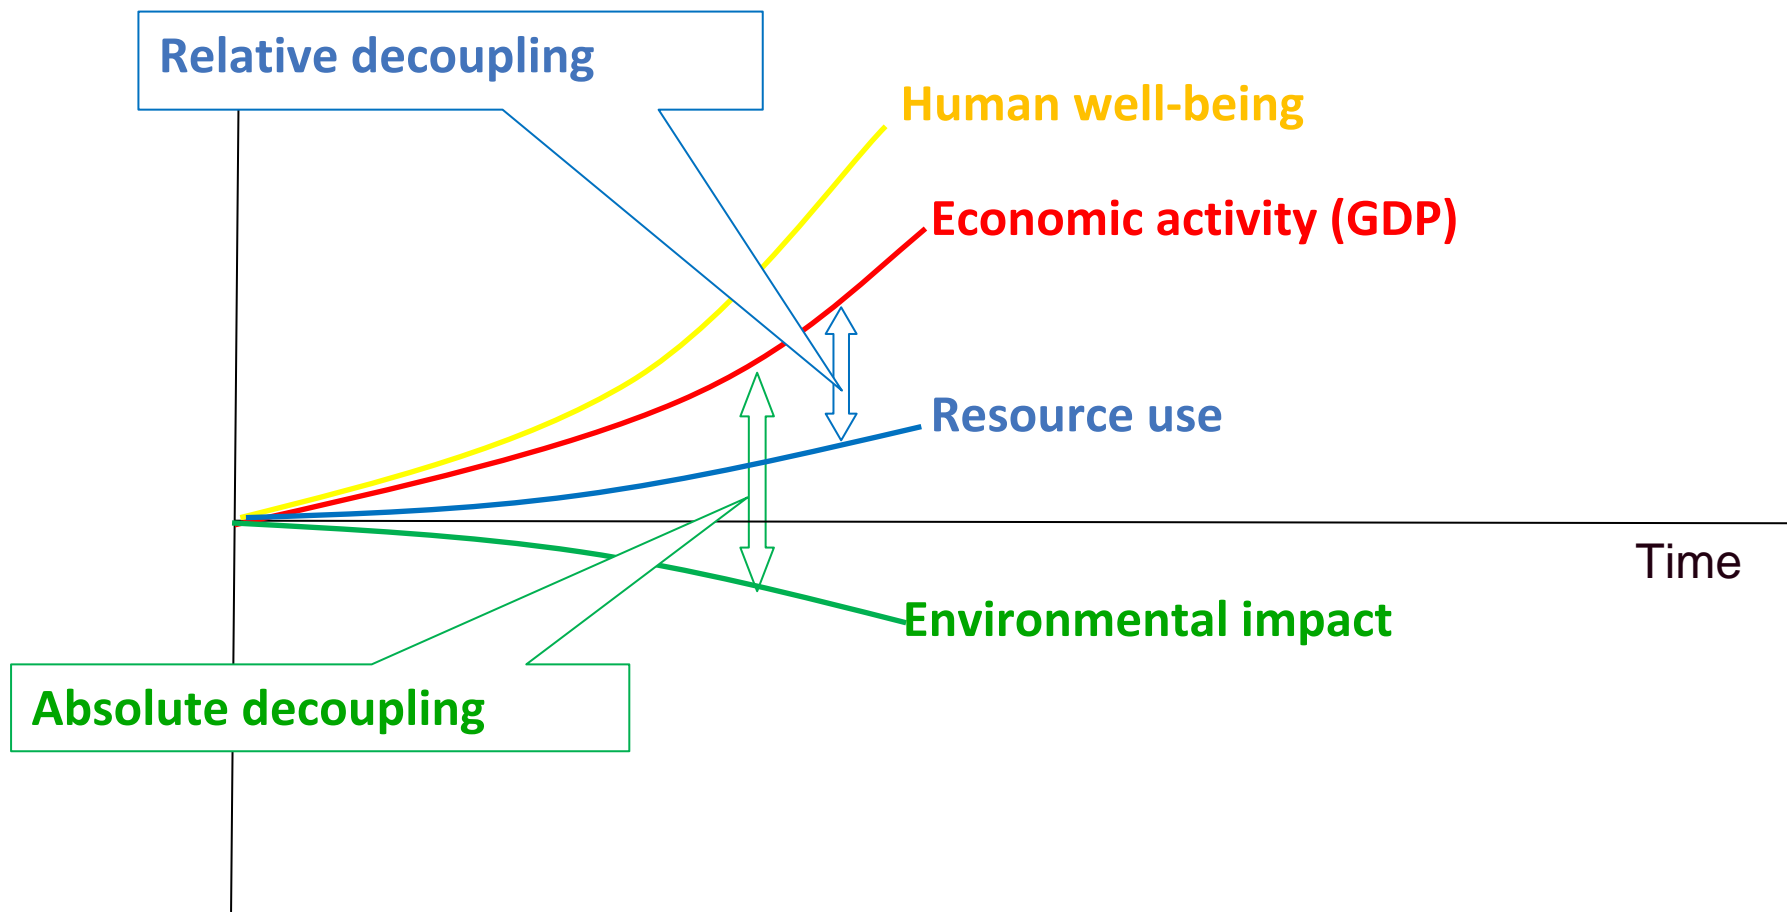 Relative decoupling
Human well-being
Economic activity (GDP)
Resource use
Time
Environmental impact
Absolute decoupling